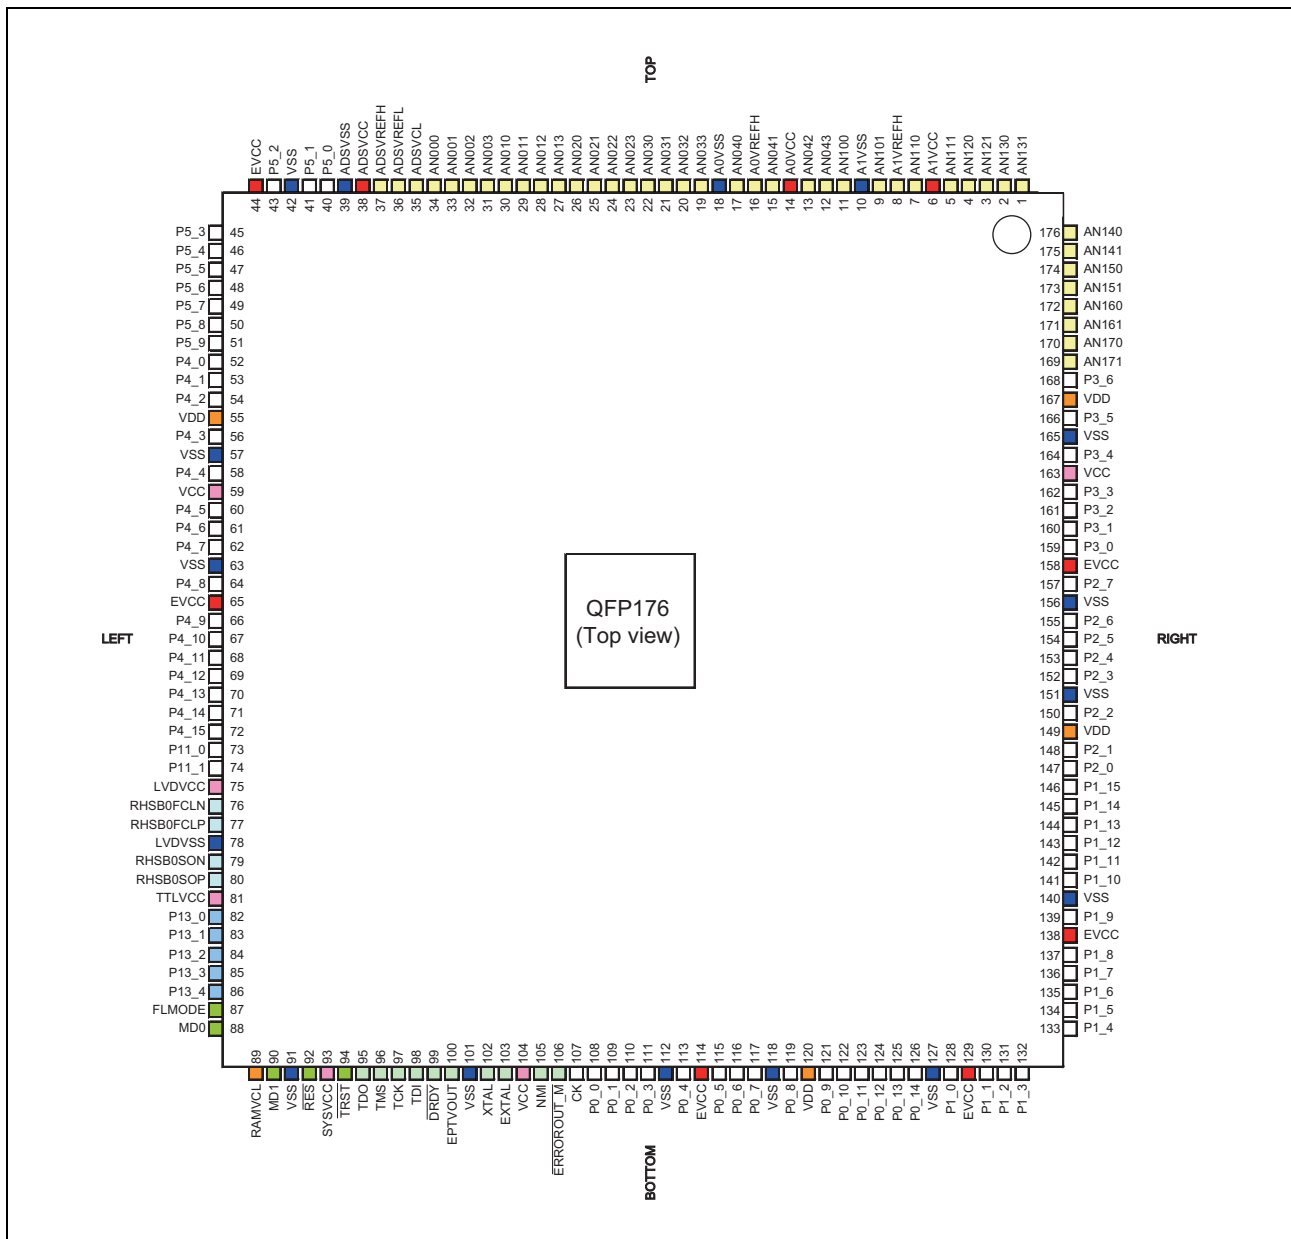 TOP
EVCC P5_2 VSS P5_1 P5_0 ADSVSS ADSVCC ADSVREFH ADSVREFL ADSVCL AN000 AN001 AN002 AN003 AN010 AN011 AN012 AN013 AN020 AN021 AN022 AN023 AN030 AN031 AN032 AN033 A0VSS AN040 A0VREFH AN041 A0VCC AN042 AN043 AN100 A1VSS AN101 A1VREFH AN110 A1VCC AN111 AN120 AN121 AN130 AN131
44 43 42 41 40 39 38 37 36 35 34 33 32 31 30 29 28 27 26 25 24 23 22 21 20 19 18 17 16 15 14 13 12 11 10 9 8 7 6 5 4 3 2 1
P5_3 45
P5_4 46
P5_5 47
P5_6 48
P5_7 49
P5_8 50
P5_9 51
P4_0 52
P4_1 53
P4_2 54
VDD 55
P4_3 56
VSS 57
P4_4 58
VCC 59
P4_5 60
P4_6 61
P4_7 62
VSS 63
P4_8 64
EVCC 65
P4_9 66
LEFT
P4_10 67
P4_11 68
P4_12 69
P4_13 70
P4_14 71
P4_15 72
P11_0 73
P11_1 74
LVDVCC 75
RHSB0FCLN 76
RHSB0FCLP 77
LVDVSS 78
RHSB0SON 79
RHSB0SOP 80
TTLVCC 81
P13_0 82
P13_1 83
P13_2 84
P13_3 85
P13_4 86
FLMODE 87
MD0 88
QFP176
(Top view)
176 AN140
175 AN141
174 AN150
173 AN151
172 AN160
171 AN161
170 AN170
169 AN171
168 P3_6
167 VDD
166 P3_5
165 VSS
164 P3_4
163 VCC
162 P3_3
161 P3_2
160 P3_1
159 P3_0
158 EVCC
157 P2_7
156 VSS
155 P2_6
154 P2_5
RIGHT
153 P2_4
152 P2_3
151 VSS
150 P2_2
149 VDD
148 P2_1
147 P2_0
146 P1_15
145 P1_14
144 P1_13
143 P1_12
142 P1_11
141 P1_10
140 VSS
139 P1_9
138 EVCC
137 P1_8
136 P1_7
135 P1_6
134 P1_5
133 P1_4
89 90 91 92 93 94 95 96 97 98 99 100 101 102 103 104 105 106 107 108 109 110 111 112 113 114 115 116 117 118 119 120 121 122 123 124 125 126 127 128 129 130 131 132
RAMVCL MD1 VSS RES SYSVCC TRST TDO TMS TCK TDI DRDY EPTVOUT VSS XTAL EXTAL VCC NMI ERROROUT_M CK P0_0 P0_1 P0_2 P0_3 VSS P0_4 EVCC P0_5 P0_6 P0_7 VSS P0_8 VDD P0_9 P0_10 P0_11 P0_12 P0_13 P0_14 VSS P1_0 EVCC P1_1 P1_2 P1_3
BOTTOM